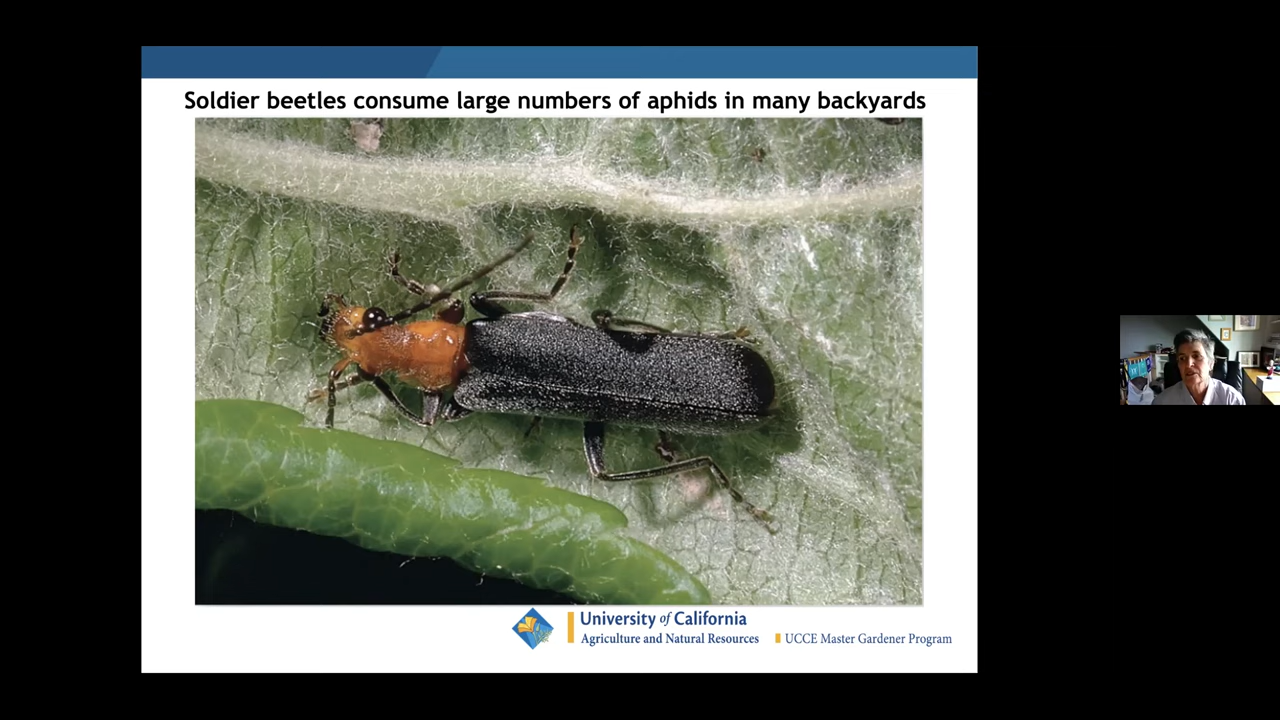 Soldier beetles consume large numbers of aphids in many backyards
University of California
Agriculture and Natural Resources UCCE Master Gardener Program